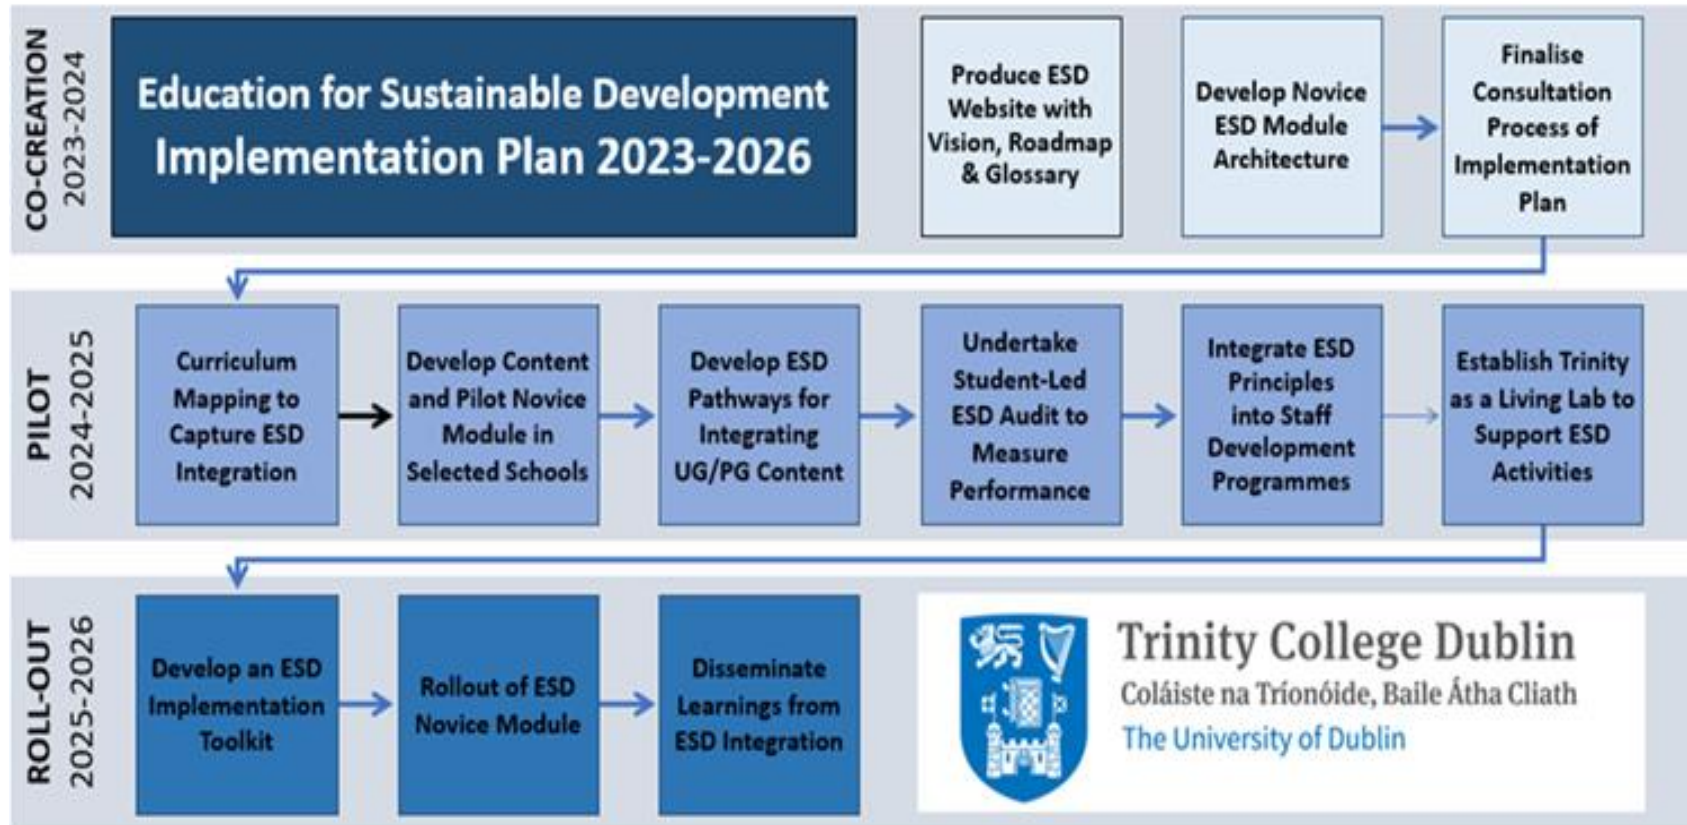 CO-CREATION
2023-2024
Education for Sustainable Development
Implementation Plan 2023-2026
Produce ESD
Website with
Vision, Roadmap
& Glossary
Develop Novice
ESD Module
Architecture
Finalise
Consultation
Process of
Implementation
Plan
PILOT
2024-2025
Curriculum
Mapping to
Capture ESD
Integration
Develop Content
and Pilot Novice
Module in
Selected Schools
Develop ESD
Pathways for
Integrating
UG/PG Content
Undertake
Student-Led
ESD Audit to
Measure
Performance
Integrate ESD
Principles
into Staff
Development
Programmes
Establish Trinity
as a Living Lab to
Support ESD
Activities
ROLL-OUT
2025-2026
Develop an ESD
Implementation
Toolkit
Rollout of ESD
Novice Module
Disseminate
Learnings from
ESD Integration
Trinity College Dublin
Coláiste na Tríonóide, Baile Átha Cliath
The University of Dublin